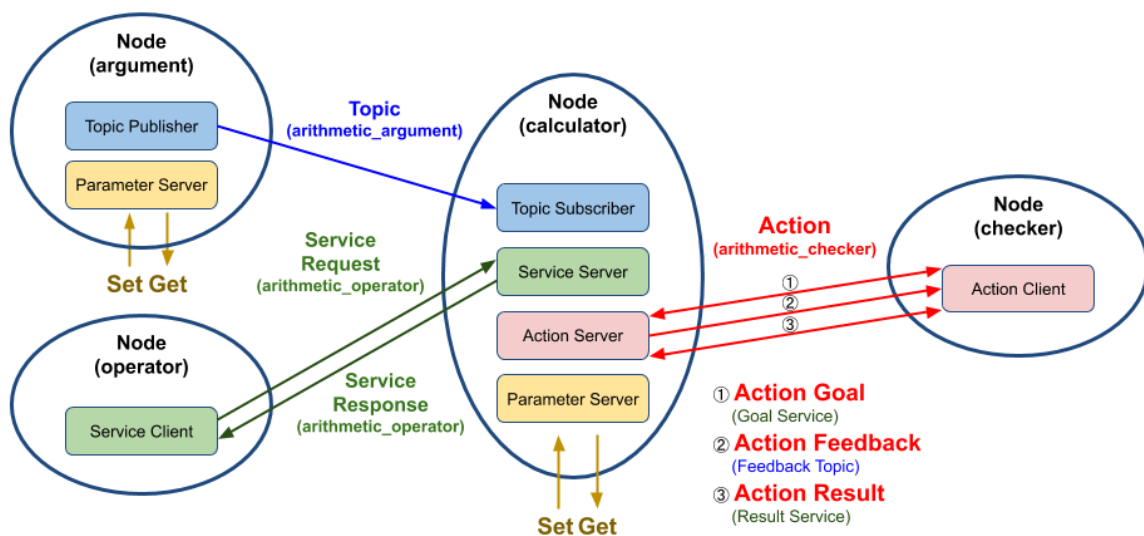 Node
(argument)
Topic Publisher
Parameter Server
Set Get
Topic
(arithmetic_argument)
Service
Request
(arithmetic_operator)
Node
(operator)
Service Client
Service
Response
(arithmetic_operator)
Node
(calculator)
Topic Subscriber
Service Server
Action Server
Parameter Server
Set Get
Action
(arithmetic_checker)
①
②
③
Node
(checker)
Action Client
① Action Goal
(Goal Service)
② Action Feedback
(Feedback Topic)
③ Action Result
(Result Service)